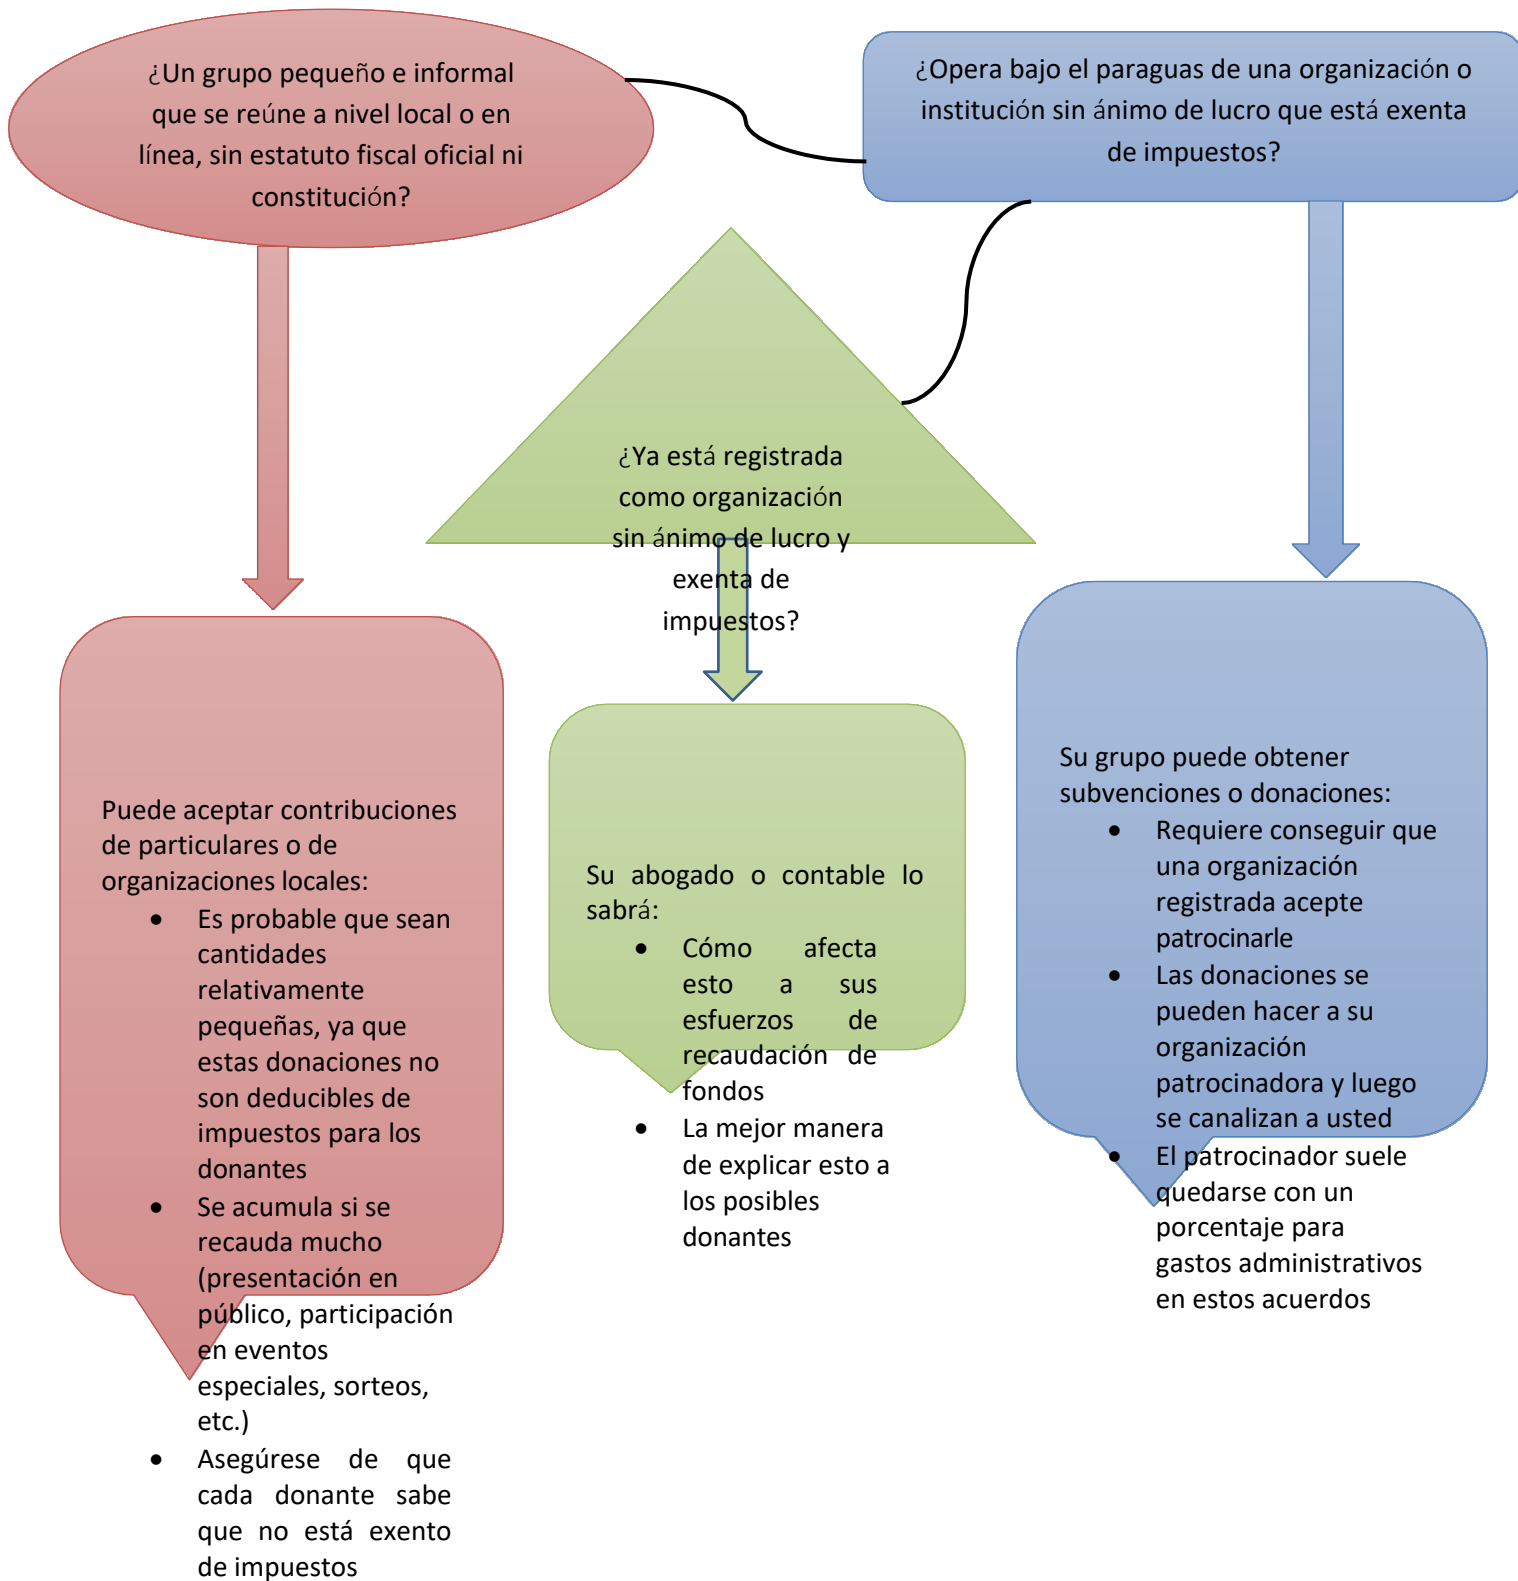 ¿Un grupo pequeño e informal
que se reúne a nivel local o en
línea, sin estatuto fiscal oficial ni
constitución?
¿Opera bajo el paraguas de una organización o
institución sin ánimo de lucro que está exenta
de impuestos?
¿Ya está registrada
como organización
sin ánimo de lucro y
exenta de
impuestos?
Puede aceptar contribuciones
de particulares o de
organizaciones locales:
• Es probable que sean
cantidades
relativamente
pequeñas, ya que
estas donaciones no
son deducibles de
impuestos para los
donantes
• Se acumula si se
recauda mucho
(presentación en
público, participación
en eventos
especiales, sorteos,
etc.)
• Asegúrese de que
cada donante sabe
que no está exento
de impuestos
Su abogado o contable lo
sabrá:
• Cómo afecta
esto a sus
esfuerzos de
recaudación de
fondos
• La mejor manera
de explicar esto a
los posibles
donantes
Su grupo puede obtener
subvenciones o donaciones:
• Requiere conseguir que
una organización
registrada acepte
patrocinarle
• Las donaciones se
pueden hacer a su
organización
patrocinadora y luego
se canalizan a usted
• El patrocinador suele
quedarse con un
porcentaje para
gastos administrativos
en estos acuerdos